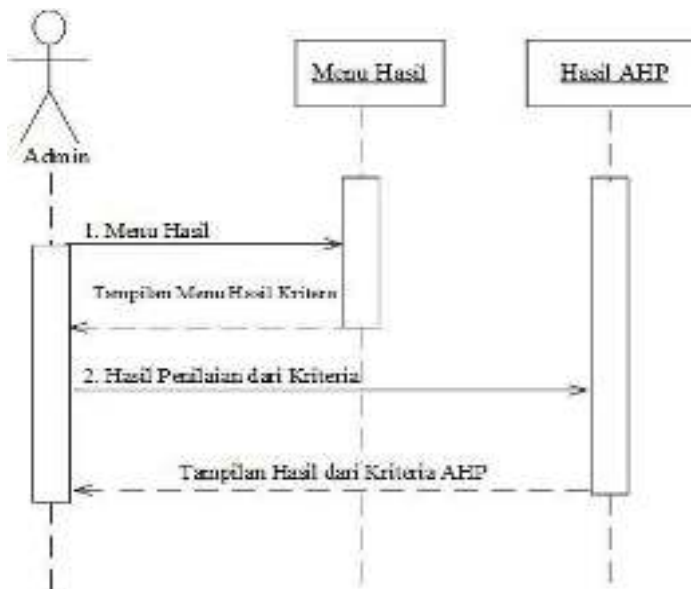 Menu Hasil
Hasil AHP
Admin
1. Menu Hasil
Tampilan Menu Hasil Kritera
2. Hasil Penilaian dari Kriteria
Tampilan Hasil dari Kriteria AHP